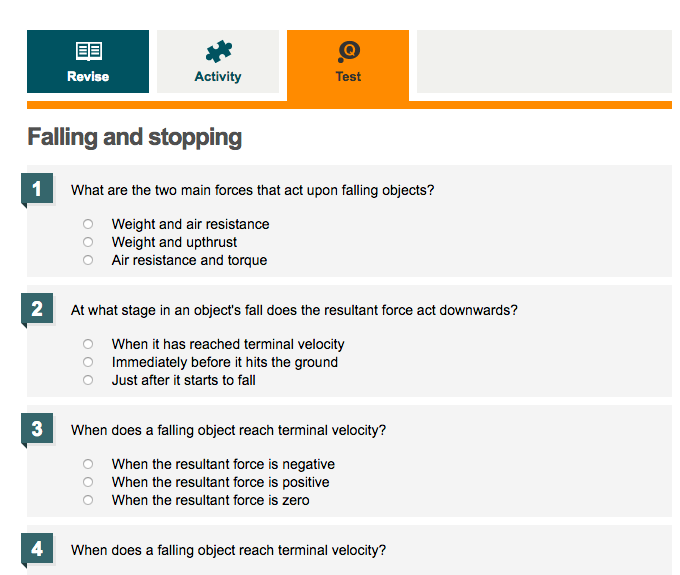 Revise
Activity
Test
Falling and stopping
1
What are the two main forces that act upon falling objects?
Weight and air resistance
Weight and upthrust
Air resistance and torque
2
At what stage in an object's fall does the resultant force act downwards?
When it has reached terminal velocity
Immediately before it hits the ground
Just after it starts to fall
3
When does a falling object reach terminal velocity?
When the resultant force is negative
When the resultant force is positive
When the resultant force is zero
4
When does a falling object reach terminal velocity?